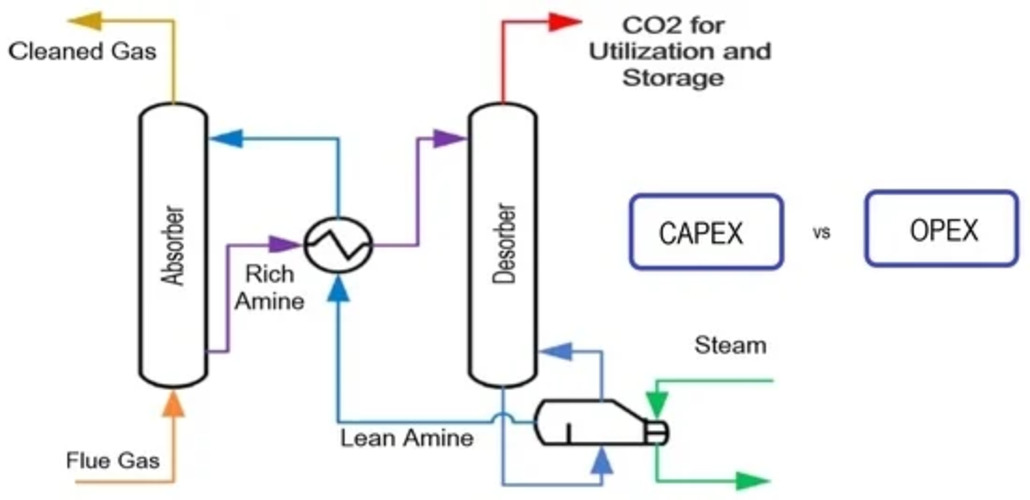 Cleaned Gas
CO2 for
Utilization and
Storage
Absorber
Desorber
CAPEX
vs
OPEX
Rich
Amine
Steam
Lean Amine
Flue Gas